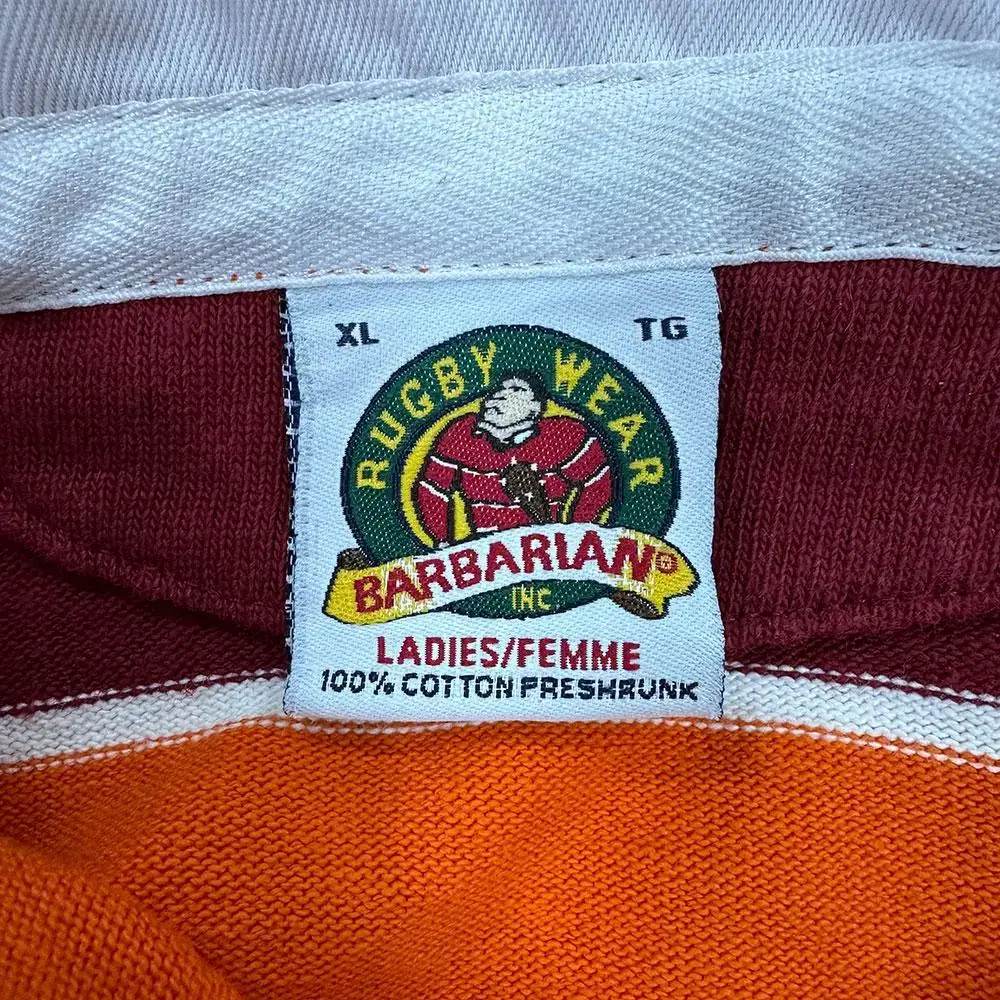 XL TG
RUGBY WEAR
BARBARIAN®
INC
LADIES/FEMME
100% COTTON PRESHRUNK